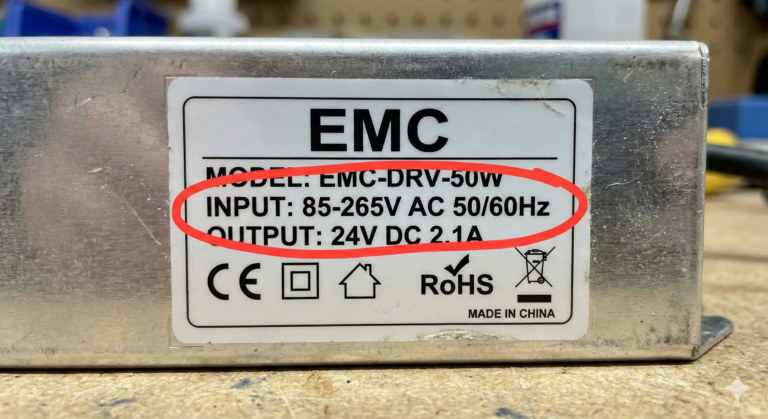 EMC
MODEL: EMC-DRV-50W
INPUT: 85-265V AC 50/60Hz
OUTPUT: 24V DC 2.1A
CE
RoHS
MADE IN CHINA